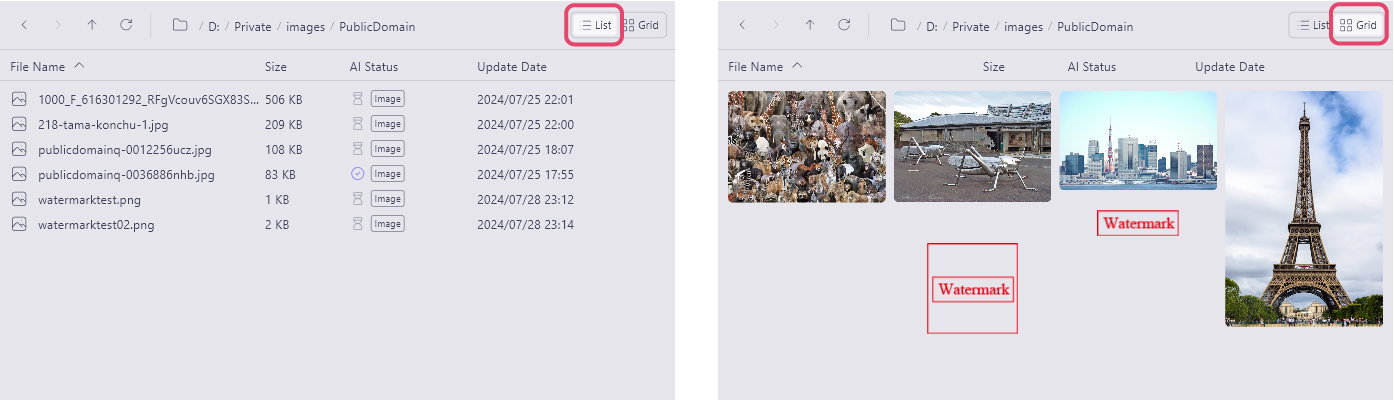 / D: / Private / images / PublicDomain
List
Grid
File Name Size AI Status Update Date
1000_F_616301292_RFgVcouv6SGX83S... 506 KB Image 2024/07/25 22:01
218-tama-konchu-1.jpg 209 KB Image 2024/07/25 22:00
publicdomainq-0012256ucz.jpg 108 KB Image 2024/07/25 18:07
publicdomainq-0036886nhb.jpg 83 KB Image 2024/07/25 17:55
watermarktest.png 1 KB Image 2024/07/28 23:12
watermarktest02.png 2 KB Image 2024/07/28 23:14
/ D: / Private / images / PublicDomain
List
Grid
File Name Size AI Status Update Date
Watermark
Watermark